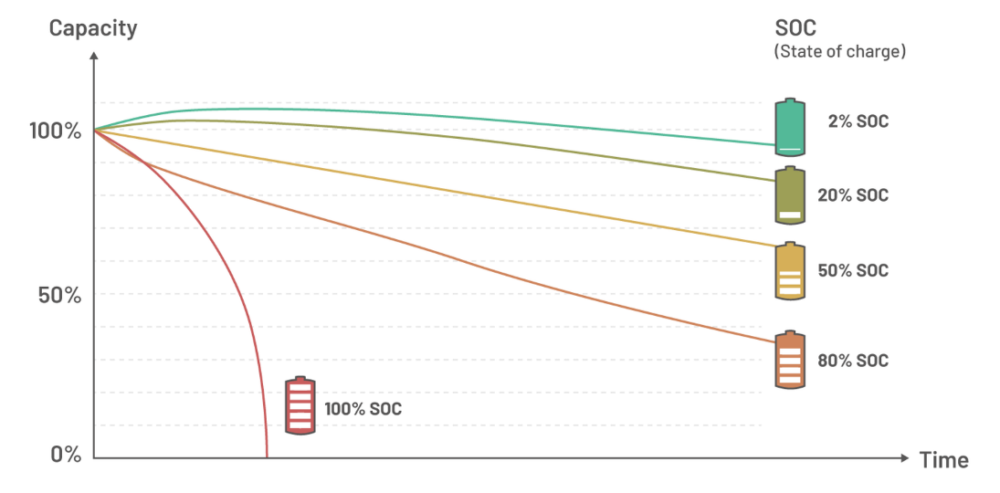 Capacity
SOC
(State of charge)
100%
2% SOC
20% SOC
50% SOC
50%
80% SOC
100% SOC
0%
Time